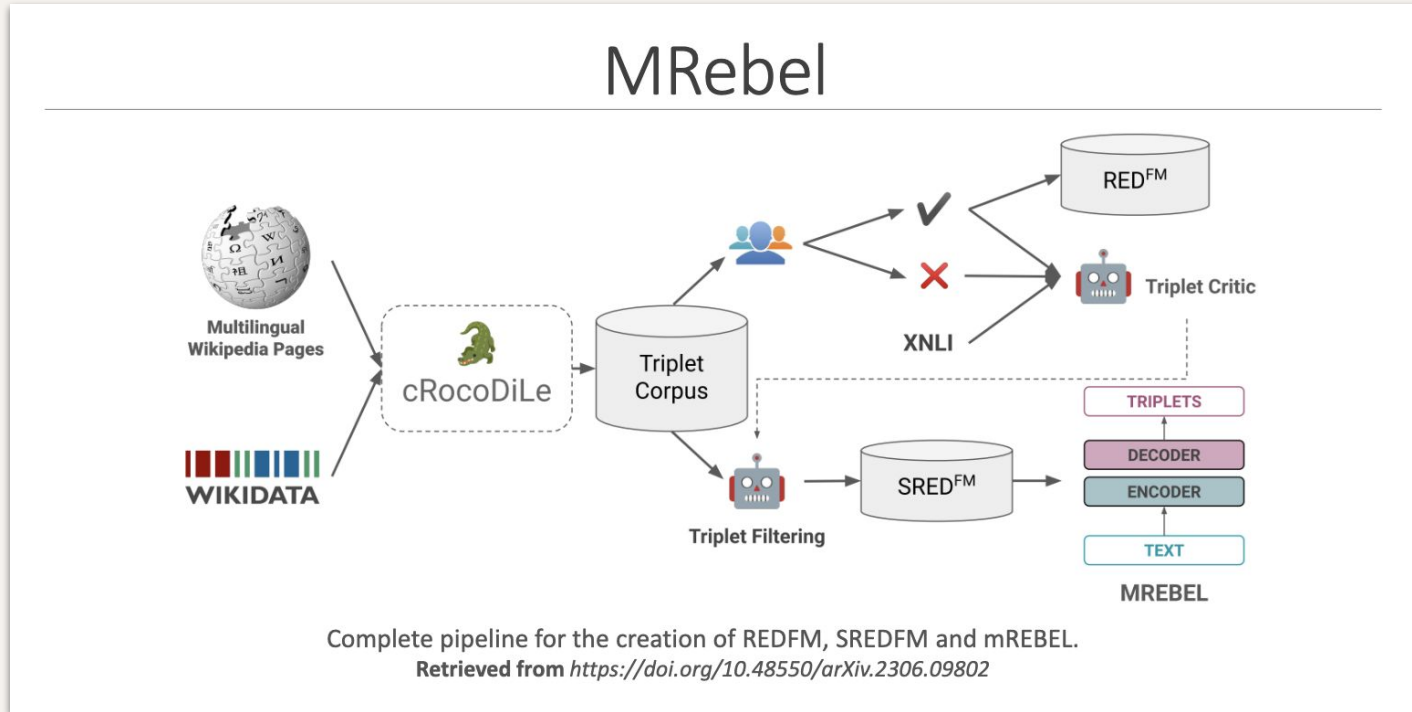 MRebel
RED^FM
Multilingual
Wikipedia Pages
cRocoDiLe
Triplet
Corpus
Triplet Critic
XNLI
WIKIDATA
TRIPLETS
DECODER
ENCODER
TEXT
MREBEL
SRED^FM
Triplet Filtering
Complete pipeline for the creation of REDFM, SREDFM and mREBEL.
Retrieved from https://doi.org/10.48550/arXiv.2306.09802